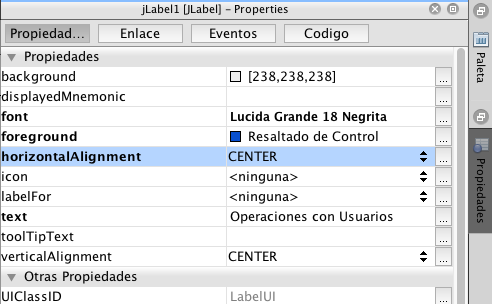 jLabel1 [JLabel] - Properties
Propiedad... Enlace Eventos Codigo
Propiedades
background [238,238,238] ...
displayedMnemonic ...
font Lucida Grande 18 Negrita ...
foreground Resaltado de Control ...
horizontalAlignment CENTER ...
icon <ninguna> ...
labelFor <ninguna> ...
text Operaciones con Usuarios ...
toolTipText ...
verticalAlignment CENTER ...
Otras Propiedades
UIClassID LabelUI ...
Paleta
Propiedades